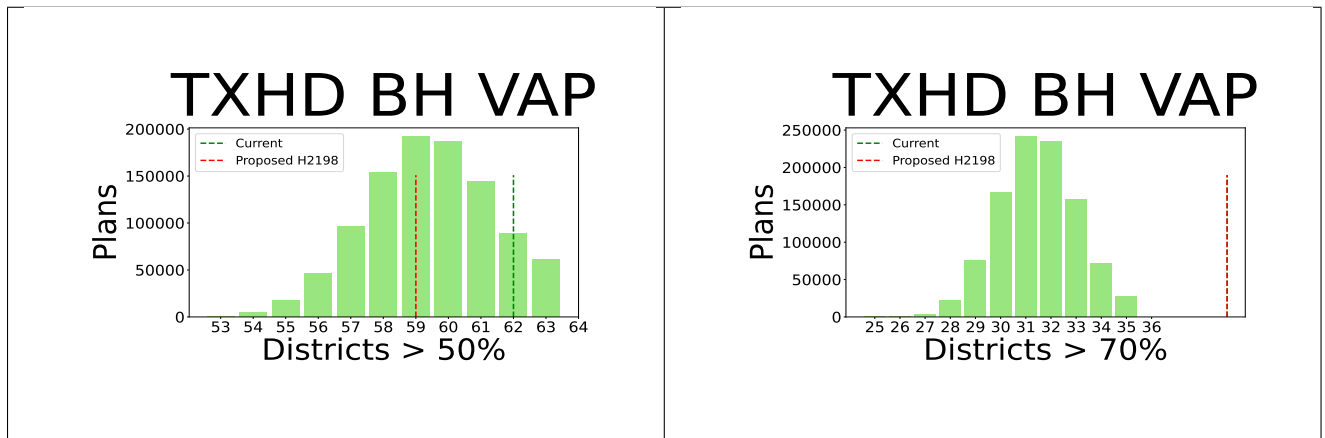 TXHD BH VAP
200000
150000
100000
50000
0
Plans
Current
Proposed H2198
53 54 55 56 57 58 59 60 61 62 63 64
Districts > 50%
TXHD BH VAP
250000
200000
150000
100000
50000
0
Plans
Current
Proposed H2198
25 26 27 28 29 30 31 32 33 34 35 36
Districts > 70%